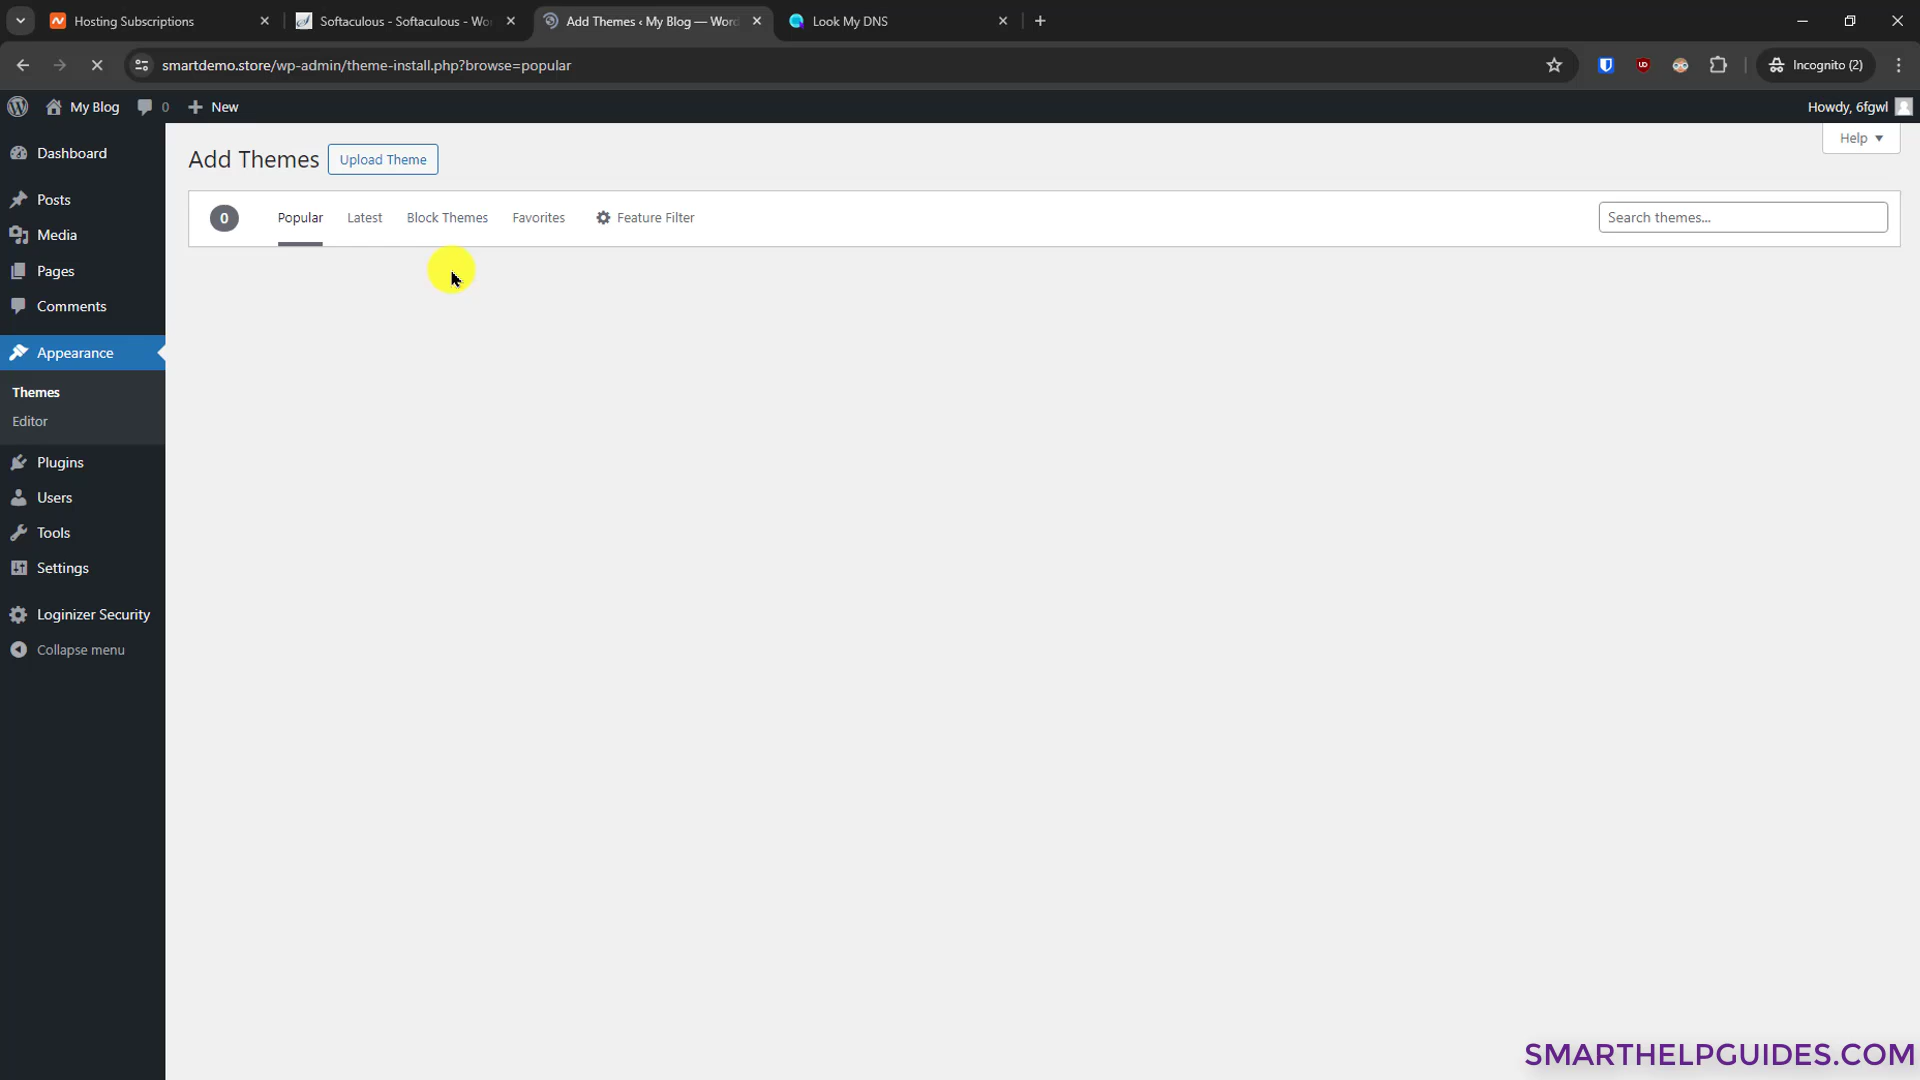 Hosting Subscriptions
Softaculous - Softaculous - Wo
Add Themes ‹ My Blog — Word
Look My DNS
smartdemo.store/wp-admin/theme-install.php?browse=popular
Incognito (2)
My Blog
0
New
Howdy, 6fgwl
Dashboard
Posts
Media
Pages
Comments
Appearance
Themes
Editor
Plugins
Users
Tools
Settings
Loginizer Security
Collapse menu
Help
Add Themes
Upload Theme
0
Popular
Latest
Block Themes
Favorites
Feature Filter
Search themes...
SMARTHELPGUIDES.COM